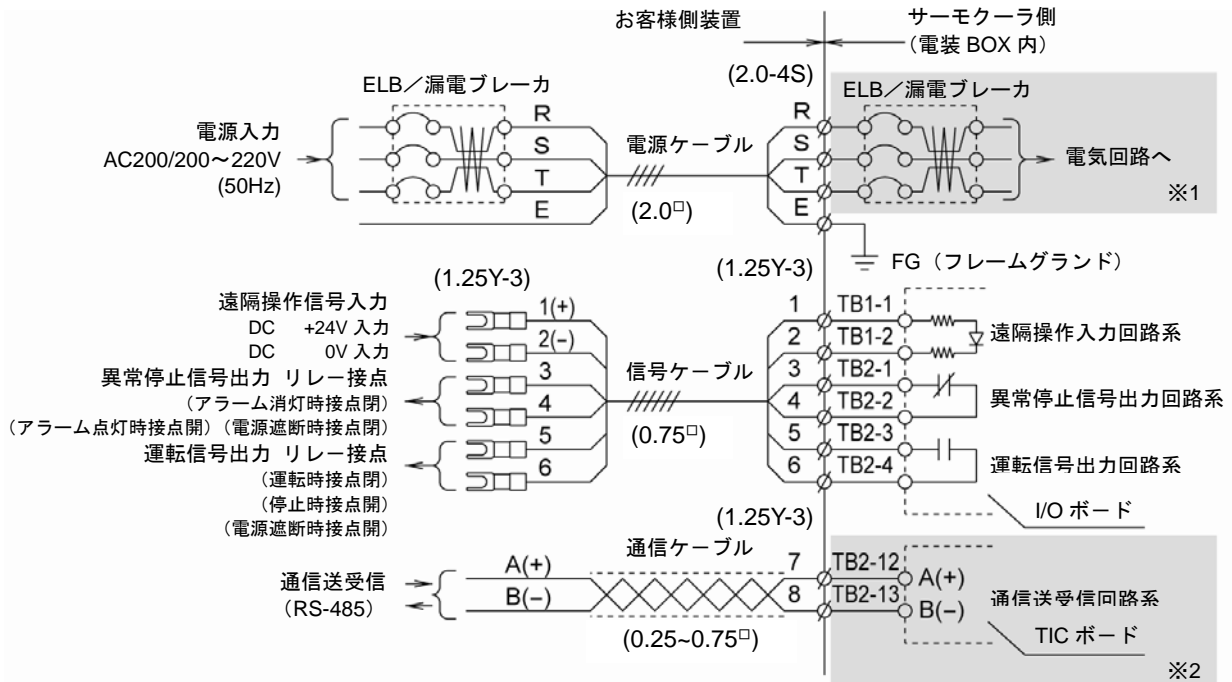 お客様側装置
サーモクーラ側
（電装 BOX 内）
(2.0-4S)
ELB／漏電ブレーカ
ELB／漏電ブレーカ
電源入力
AC200/200～220V
(50Hz)
R
S
T
E
電源ケーブル
(2.0□)
R
S
T
E
電気回路へ
※1
FG（フレームグランド）
(1.25Y-3)
(1.25Y-3)
遠隔操作信号入力
DC +24V 入力
DC 0V 入力
異常停止信号出力 リレー接点
（アラーム消灯時接点閉）
（アラーム点灯時接点開）（電源遮断時接点閉）
運転信号出力 リレー接点
（運転時接点閉）
（停止時接点開）
（電源遮断時接点開）
1(+)
2(−)
3
4
5
6
信号ケーブル
(0.75□)
1 TB1-1
2 TB1-2
3 TB2-1
4 TB2-2
5 TB2-3
6 TB2-4
遠隔操作入力回路系
異常停止信号出力回路系
運転信号出力回路系
I/O ボード
(1.25Y-3)
通信ケーブル
通信送受信
（RS-485）
A(+)
B(−)
(0.25~0.75□)
7 TB2-12 A(+)
8 TB2-13 B(−)
通信送受信回路系
TIC ボード
※2